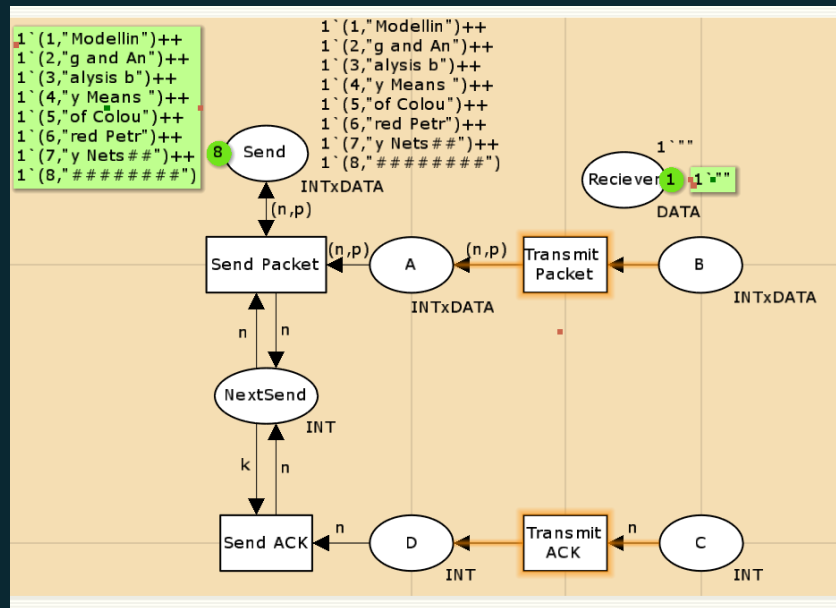 1`(1,"Modellin")++
1`(2,"g and An")++
1`(3,"alysis b")++
1`(4,"y Means ")++
1`(5,"of Colou")++
1`(6,"red Petr")++
1`(7,"y Nets##")++
1`(8,"########")
1`(1,"Modellin")++
1`(2,"g and An")++
1`(3,"alysis b")++
1`(4,"y Means ")++
1`(5,"of Colou")++
1`(6,"red Petr")++
1`(7,"y Nets##")++
1`(8,"########")
8
Send
INTxDATA
1`""
Reciever
1
1`""
DATA
(n,p)
Send Packet
(n,p)
A
INTxDATA
(n,p)
Transmit
Packet
B
INTxDATA
n
n
NextSend
INT
k
n
Send ACK
n
D
INT
Transmit
ACK
n
C
INT